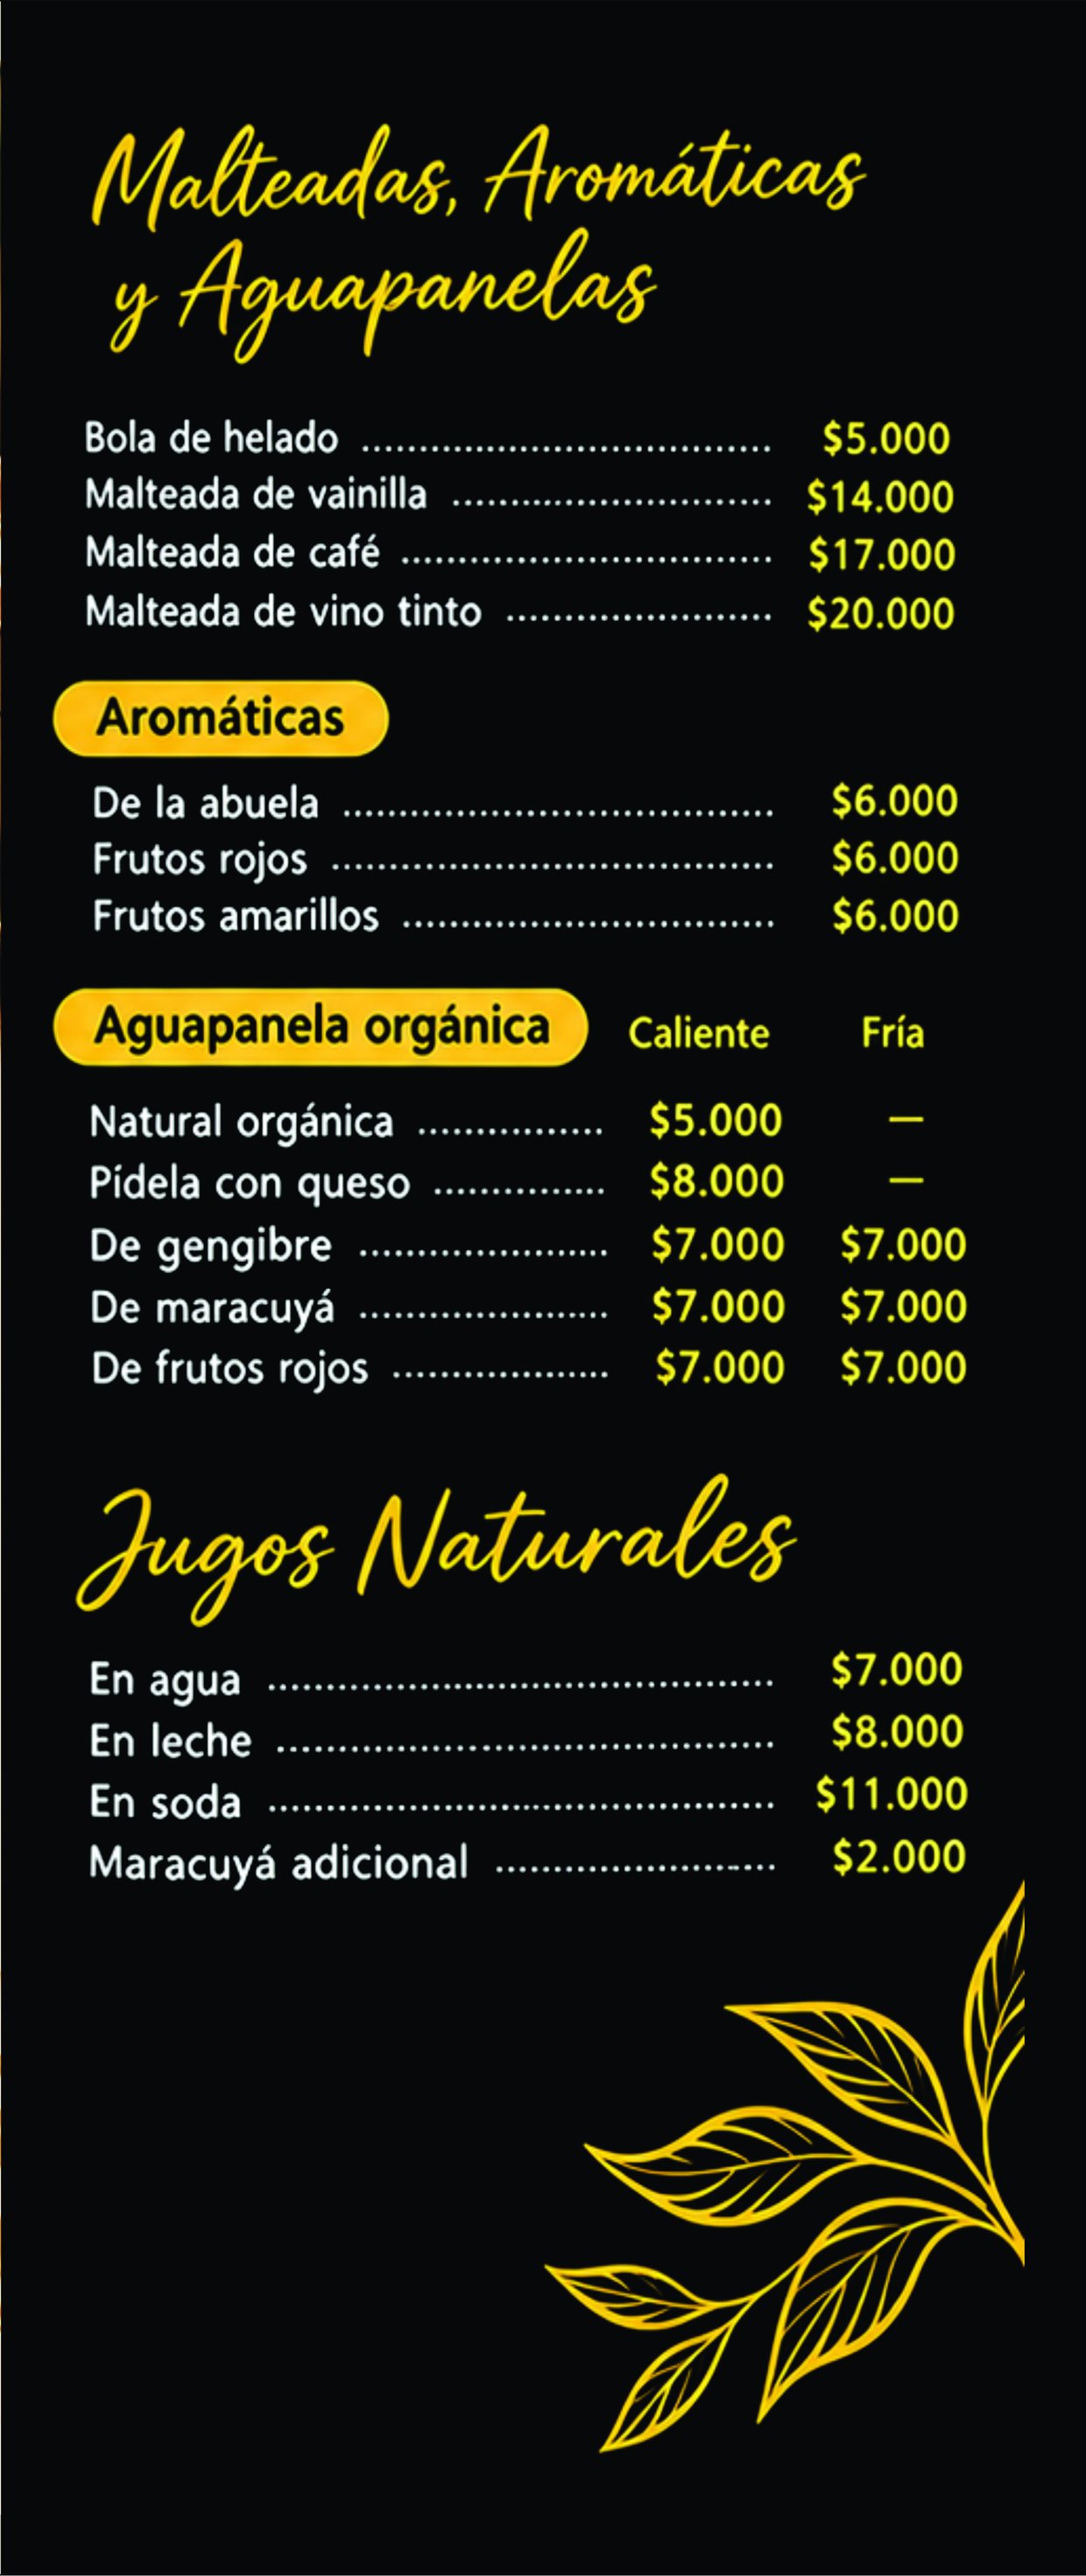 Malteadas, Aromáticas
y Aguapanelas
Bola de helado .................................... $5.000
Malteada de vainilla ............................ $14.000
Malteada de café ................................ $17.000
Malteada de vino tinto ....................... $20.000
Aromáticas
De la abuela ..................................... $6.000
Frutos rojos ...................................... $6.000
Frutos amarillos ................................ $6.000
Aguapanela orgánica Caliente Fría
Natural orgánica ................ $5.000 —
Pídela con queso ............... $8.000 —
De gengibre ...................... $7.000 $7.000
De maracuyá ...................... $7.000 $7.000
De frutos rojos ................... $7.000 $7.000
Jugos Naturales
En agua ............................................ $7.000
En leche ........................................... $8.000
En soda ............................................ $11.000
Maracuyá adicional ......................... $2.000